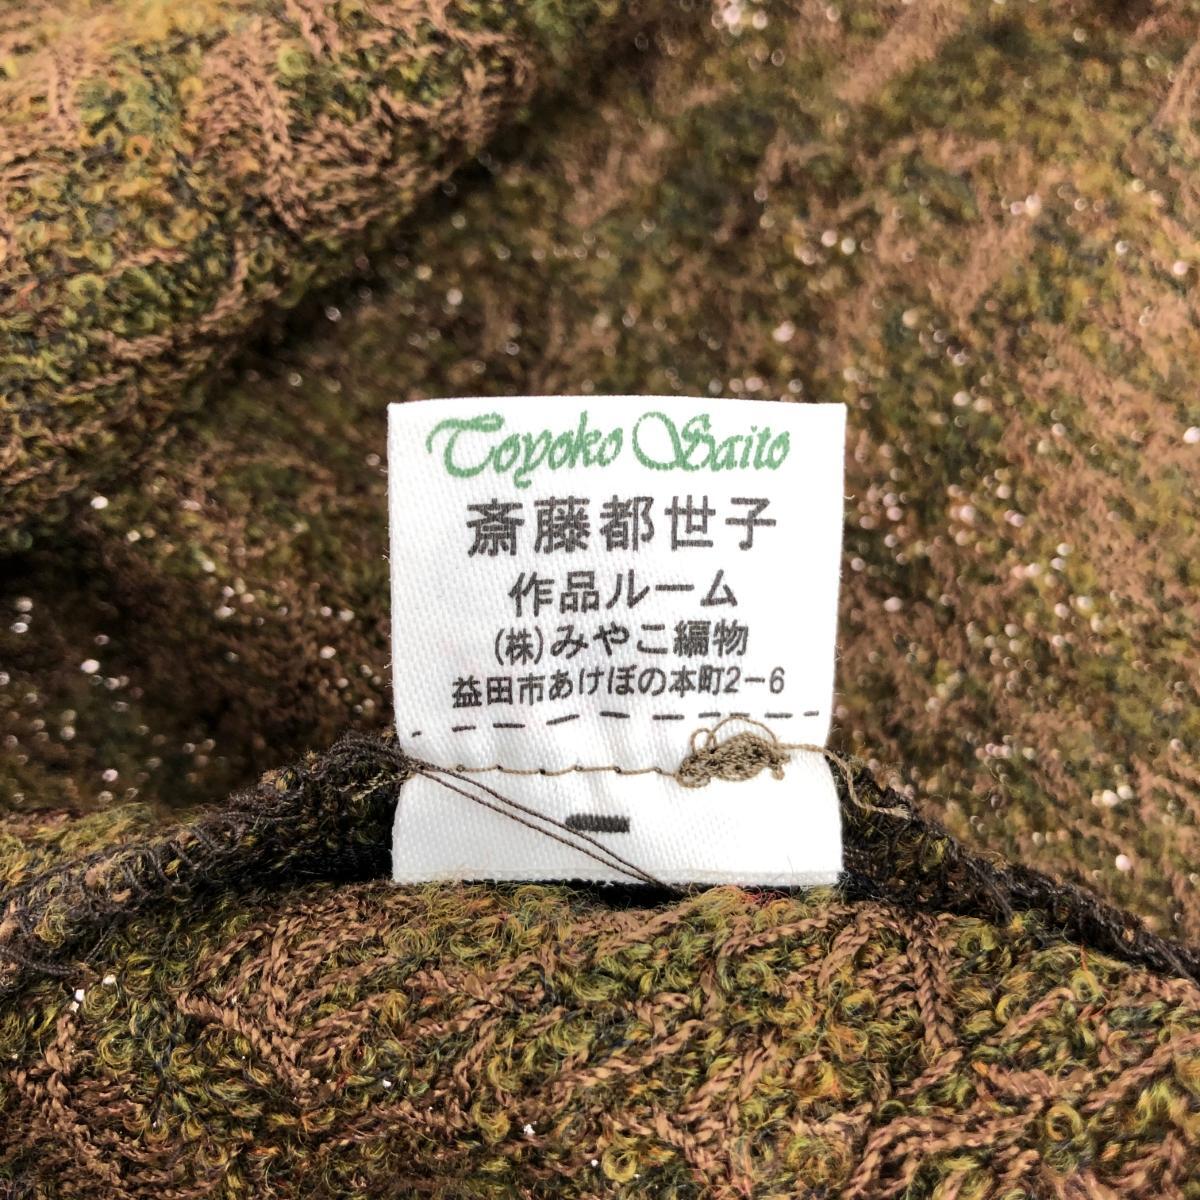 Toyoko Saito
斎藤都世子
作品ルーム
(株)みやこ編物
益田市あけぼの本町2-6